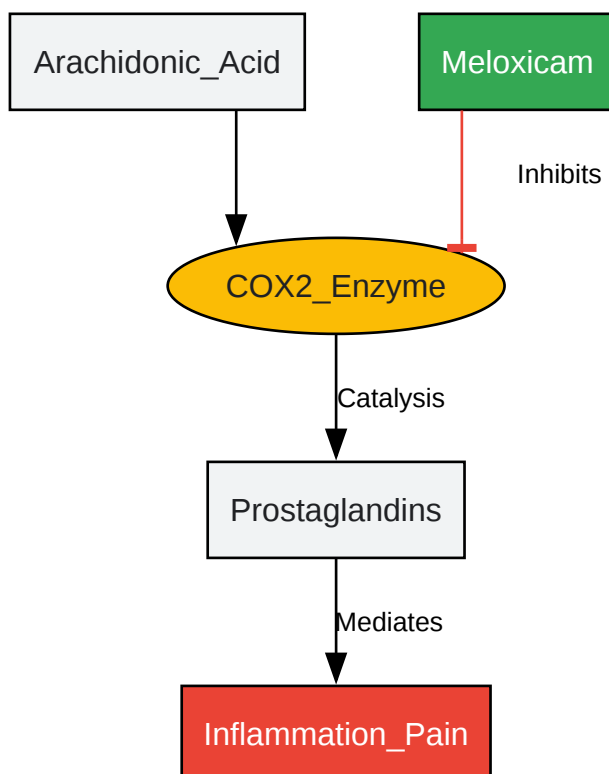 Arachidonic_Acid
Meloxicam
Inhibits
COX2_Enzyme
Catalysis
Prostaglandins
Mediates
Inflammation_Pain